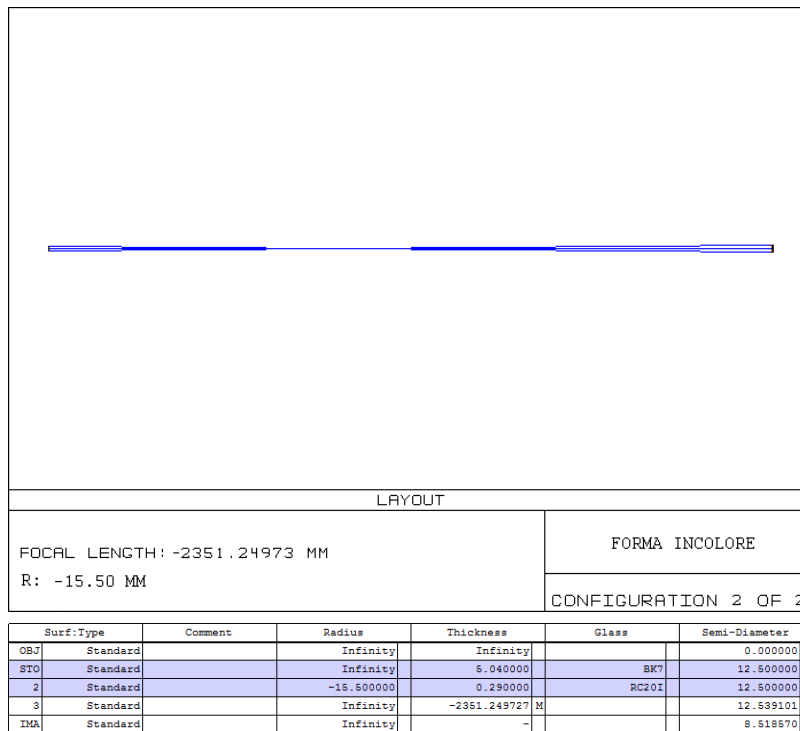 LAYOUT
FOCAL LENGTH: -2351.24973 MM
R: -15.50 MM
FORMA INCOLORE
CONFIGURATION 2 OF 2
Surf:Type Comment Radius Thickness Glass Semi-Diameter
OBJ Standard Infinity Infinity 0.000000
STO Standard Infinity 5.040000 BK7 12.500000
2 Standard -15.500000 0.290000 RC20I 12.500000
3 Standard Infinity -2351.249727 M 12.539101
IMA Standard Infinity - 8.518570